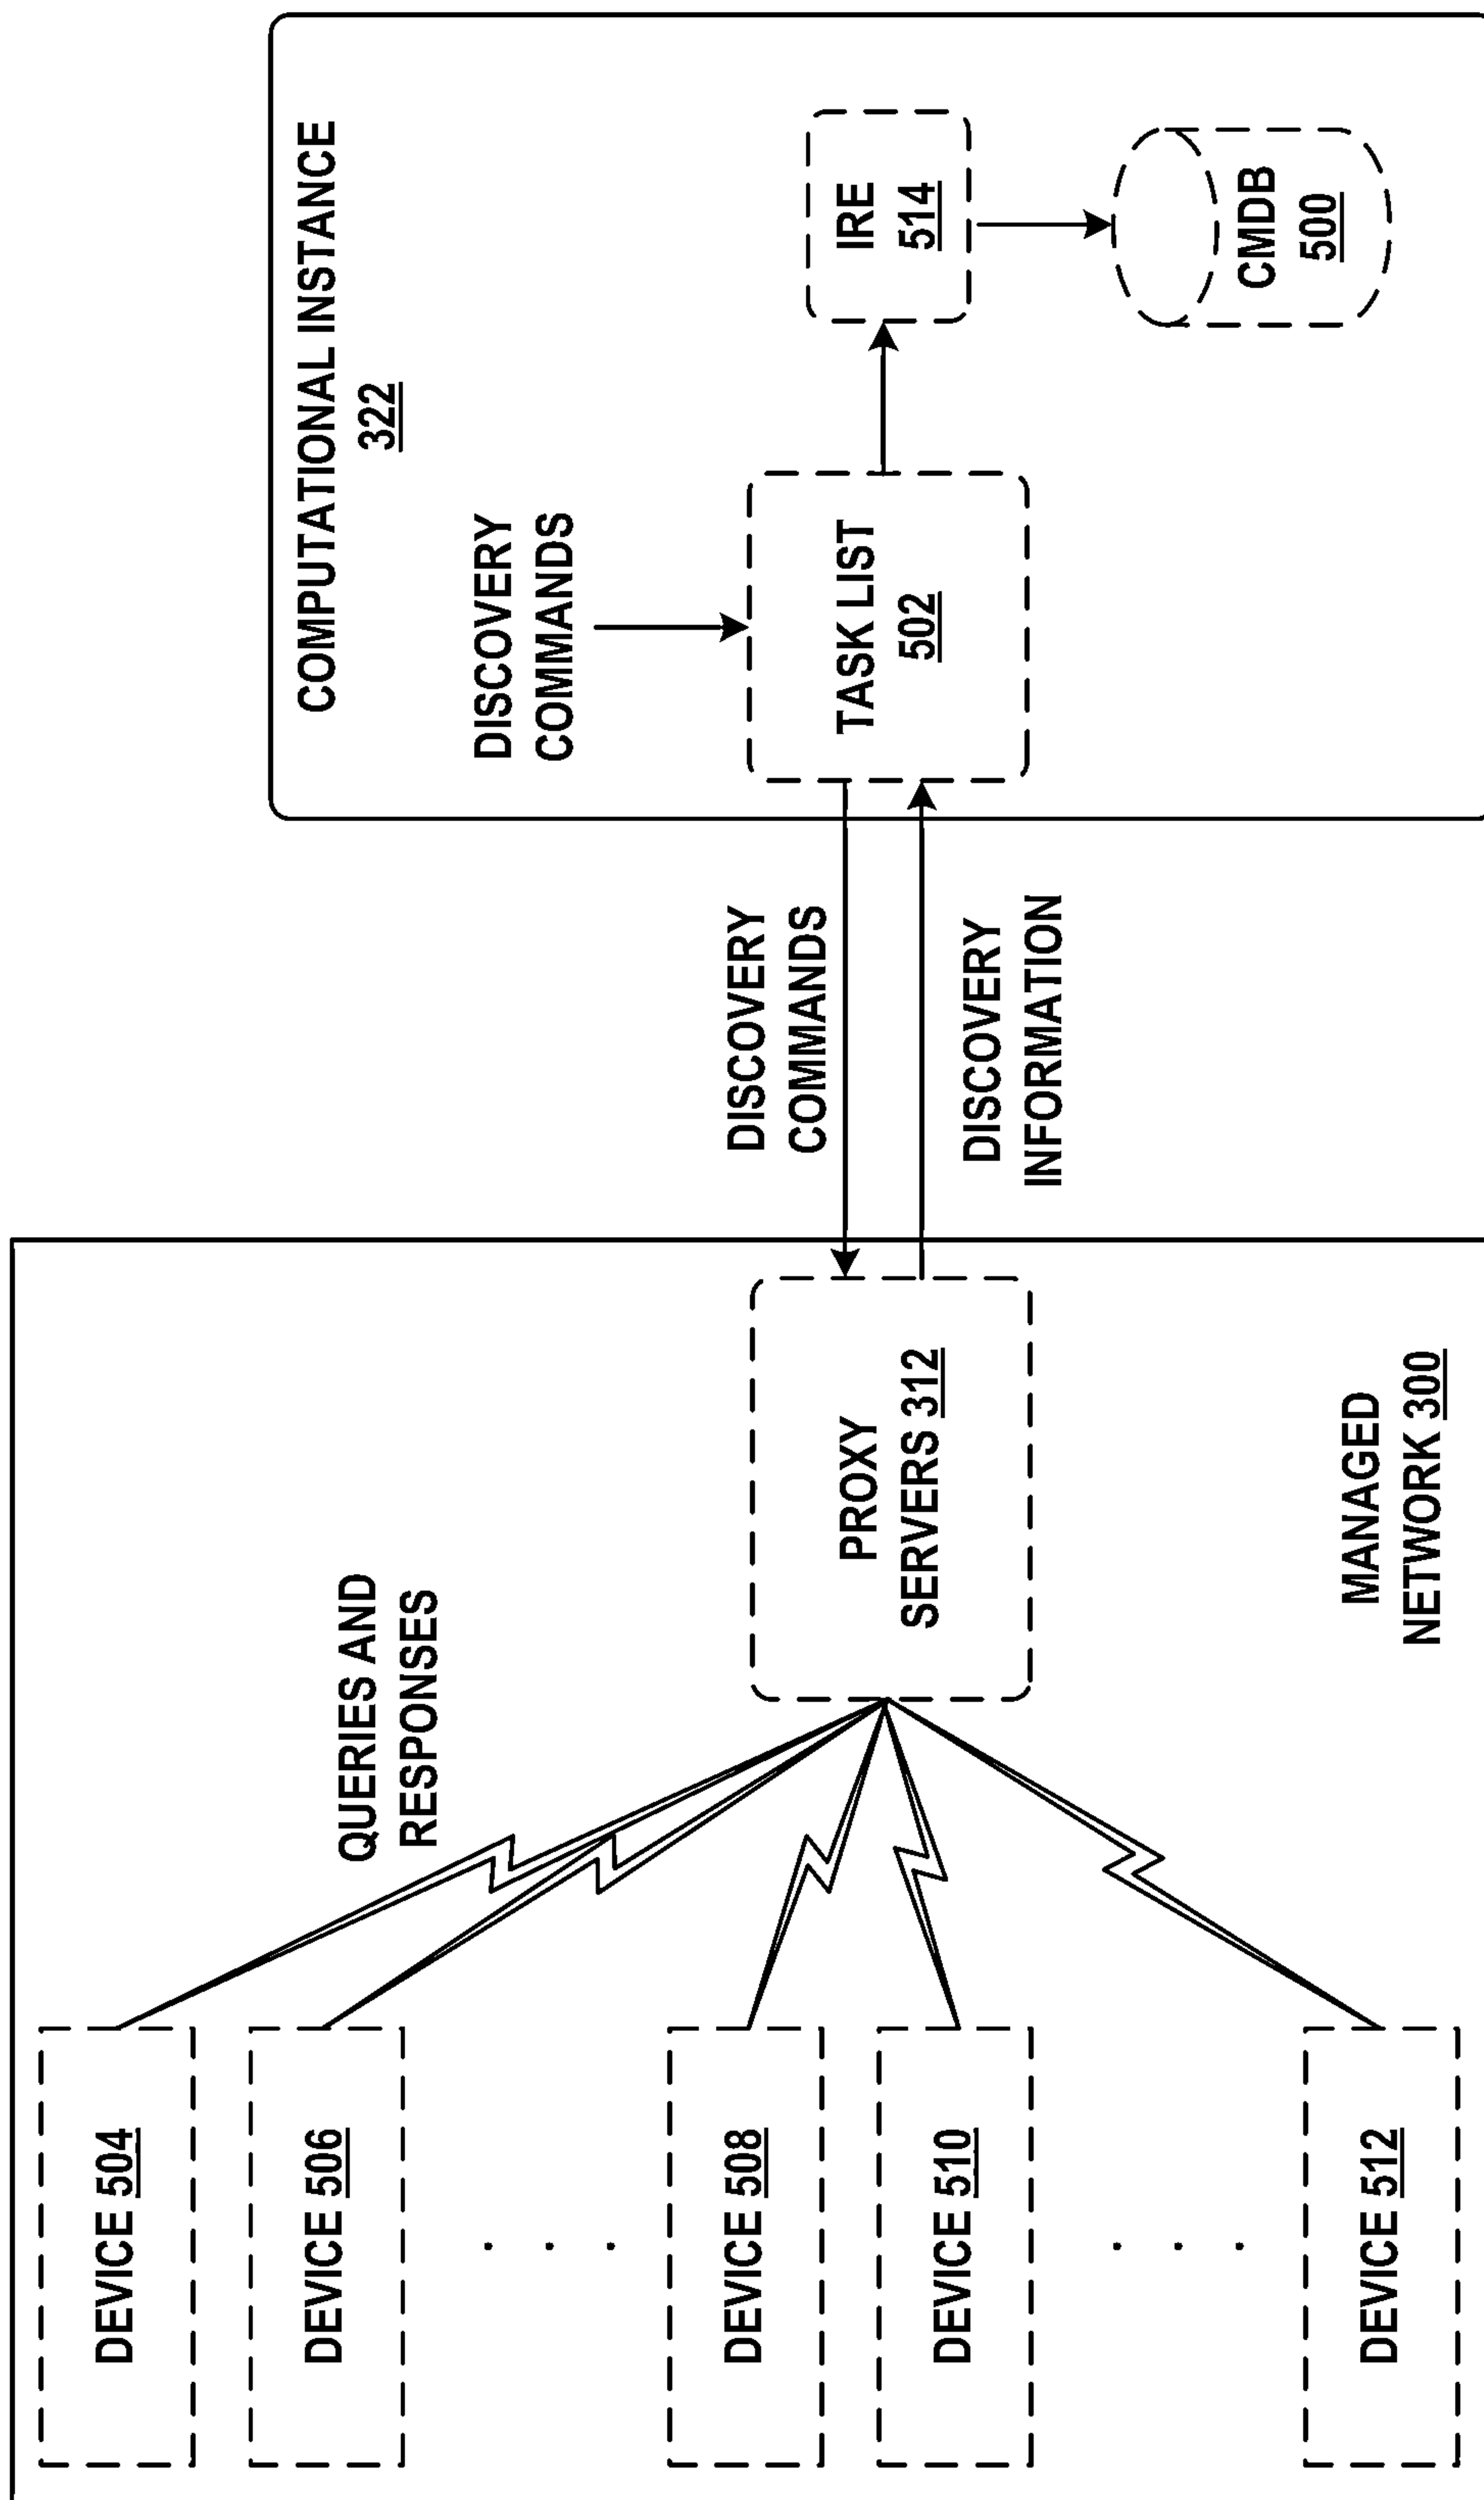 DEVICE 504
DEVICE 506
DEVICE 508
DEVICE 510
DEVICE 512
QUERIES AND
RESPONSES
PROXY
SERVERS 312
MANAGED
NETWORK 300
DISCOVERY
COMMANDS
DISCOVERY
INFORMATION
COMPUTATIONAL INSTANCE
322
DISCOVERY
COMMANDS
TASK LIST
502
IRE
514
CMDB
500